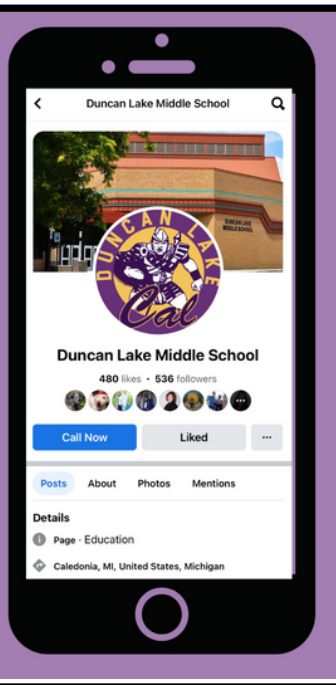 Duncan Lake Middle School
DUNCAN LAKE
MIDDLE SCHOOL
DUNCAN LAKE
Cal
Duncan Lake Middle School
480 likes • 536 followers
Call Now
Liked
Posts About Photos Mentions
Details
Page · Education
Caledonia, MI, United States, Michigan